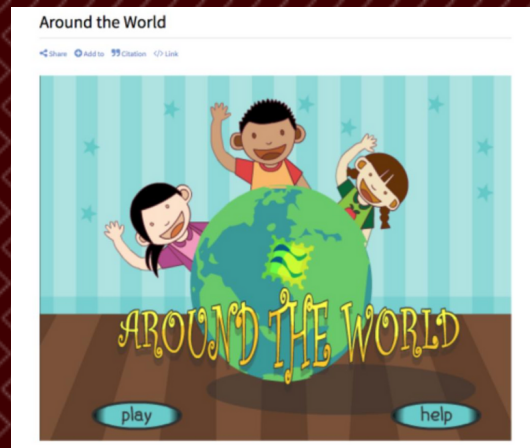 Around the World
Share Add to Citation Link
AROUND THE WORLD
play help